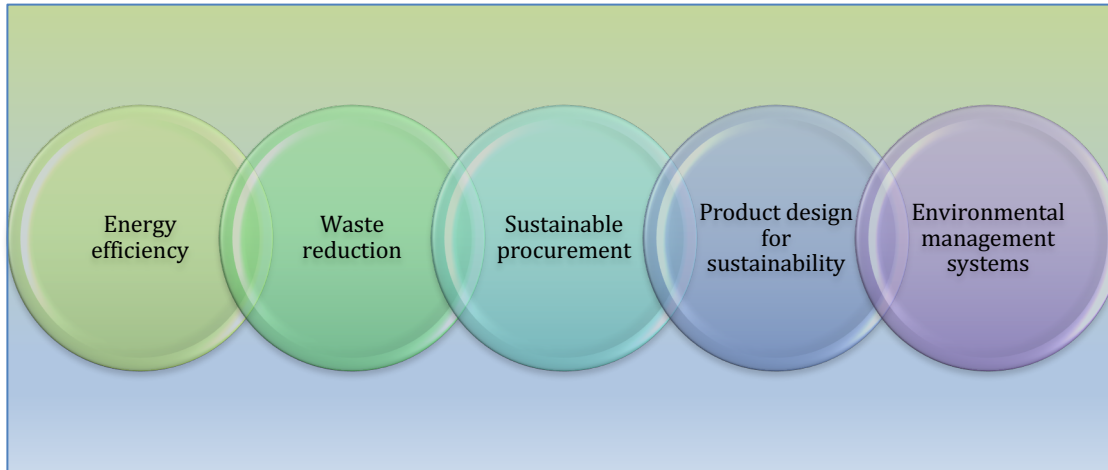 Energy
efficiency
Waste
reduction
Sustainable
procurement
Product design
for
sustainability
Environmental
management
systems